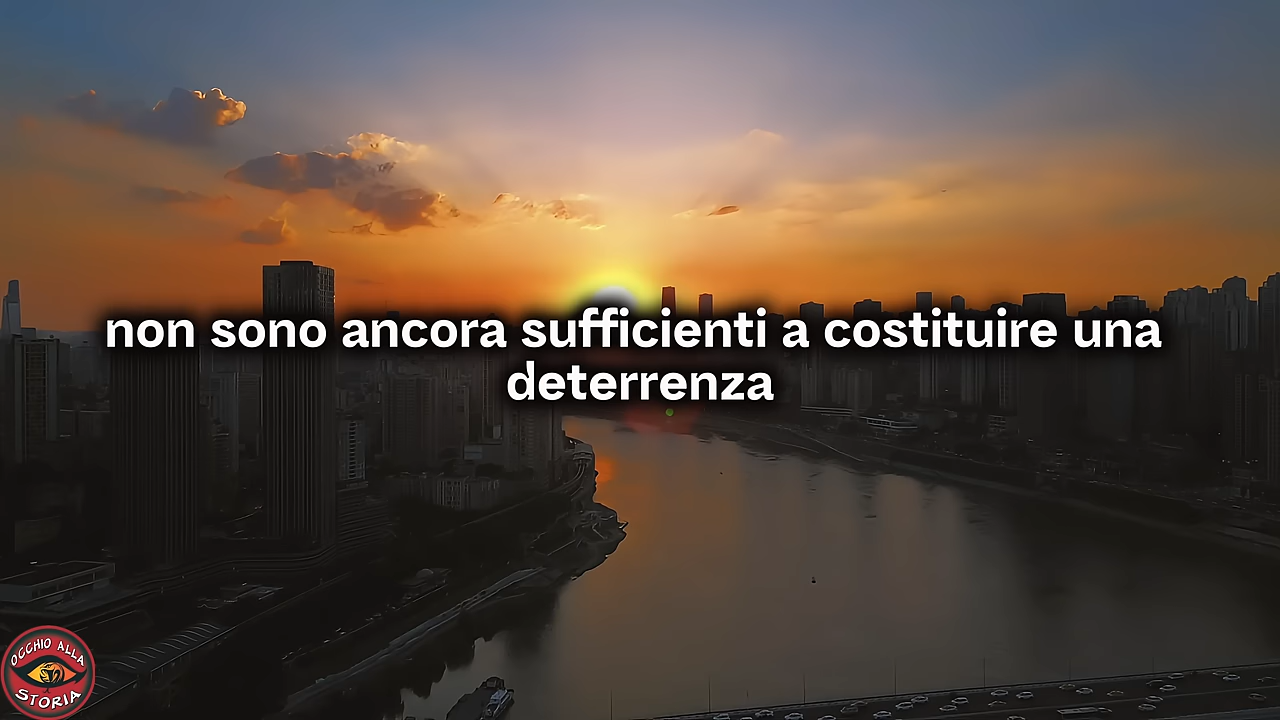 non sono ancora sufficienti a costituire una
deterrenza
OCCHIO ALLA
STORIA